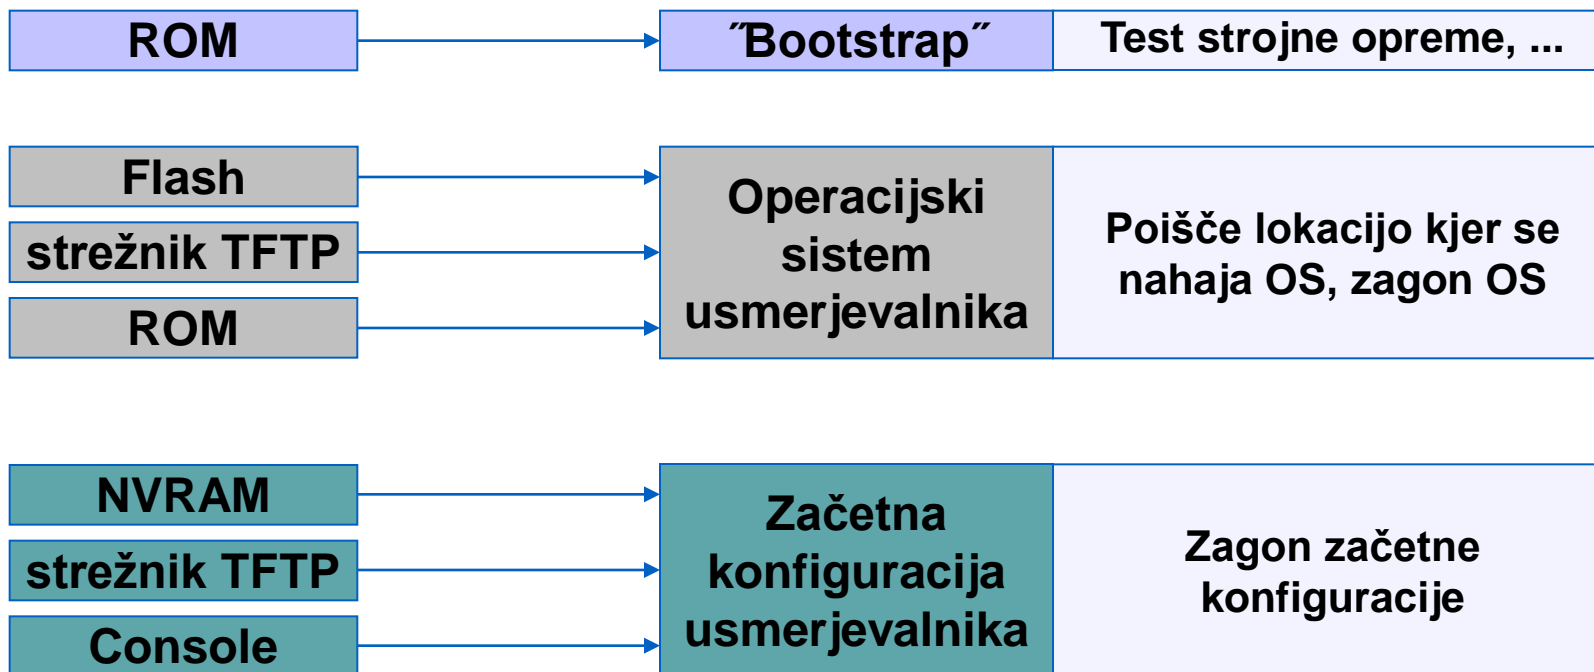 ROM
˝Bootstrap˝
Test strojne opreme, ...
Flash
strežnik TFTP
ROM
Operacijski
sistem
usmerjevalnika
Poišče lokacijo kjer se
nahaja OS, zagon OS
NVRAM
strežnik TFTP
Console
Začetna
konfiguracija
usmerjevalnika
Zagon začetne
konfiguracije